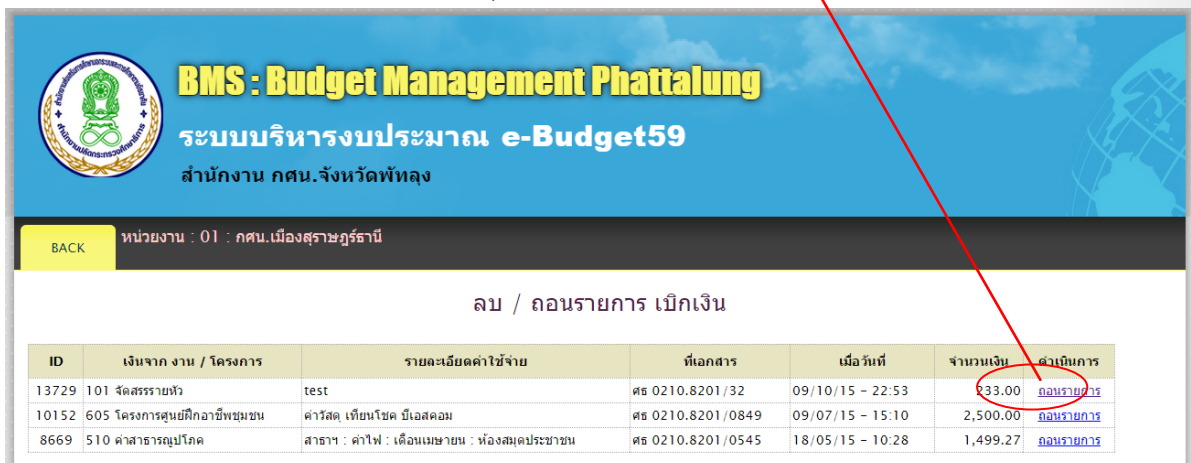 BMS : Budget Management Phattalung
ระบบบริหารงบประมาณ e-Budget59
สำนักงาน กศน.จังหวัดพัทลุง
BACK หน่วยงาน : 01 : กศน.เมืองสุราษฎร์ธานี
ลบ / ถอนรายการ เบิกเงิน
ID เงินจาก งาน / โครงการ รายละเอียดค่าใช้จ่าย ที่เอกสาร เมื่อวันที่ จำนวนเงิน ดำเนินการ
13729 101 จัดสรรรายหัว test ศธ 0210.8201/32 09/10/15 - 22:53 233.00 ถอนรายการ
10152 605 โครงการศูนย์ฝึกอาชีพชุมชน ค่าวัสดุ เทียนโชค บีเอสคอม ศธ 0210.8201/0849 09/07/15 - 15:10 2,500.00 ถอนรายการ
8669 510 ค่าสาธารณูปโภค สาธาฯ : ค่าไฟ : เดือนเมษายน : ห้องสมุดประชาชน ศธ 0210.8201/0545 18/05/15 - 10:28 1,499.27 ถอนรายการ